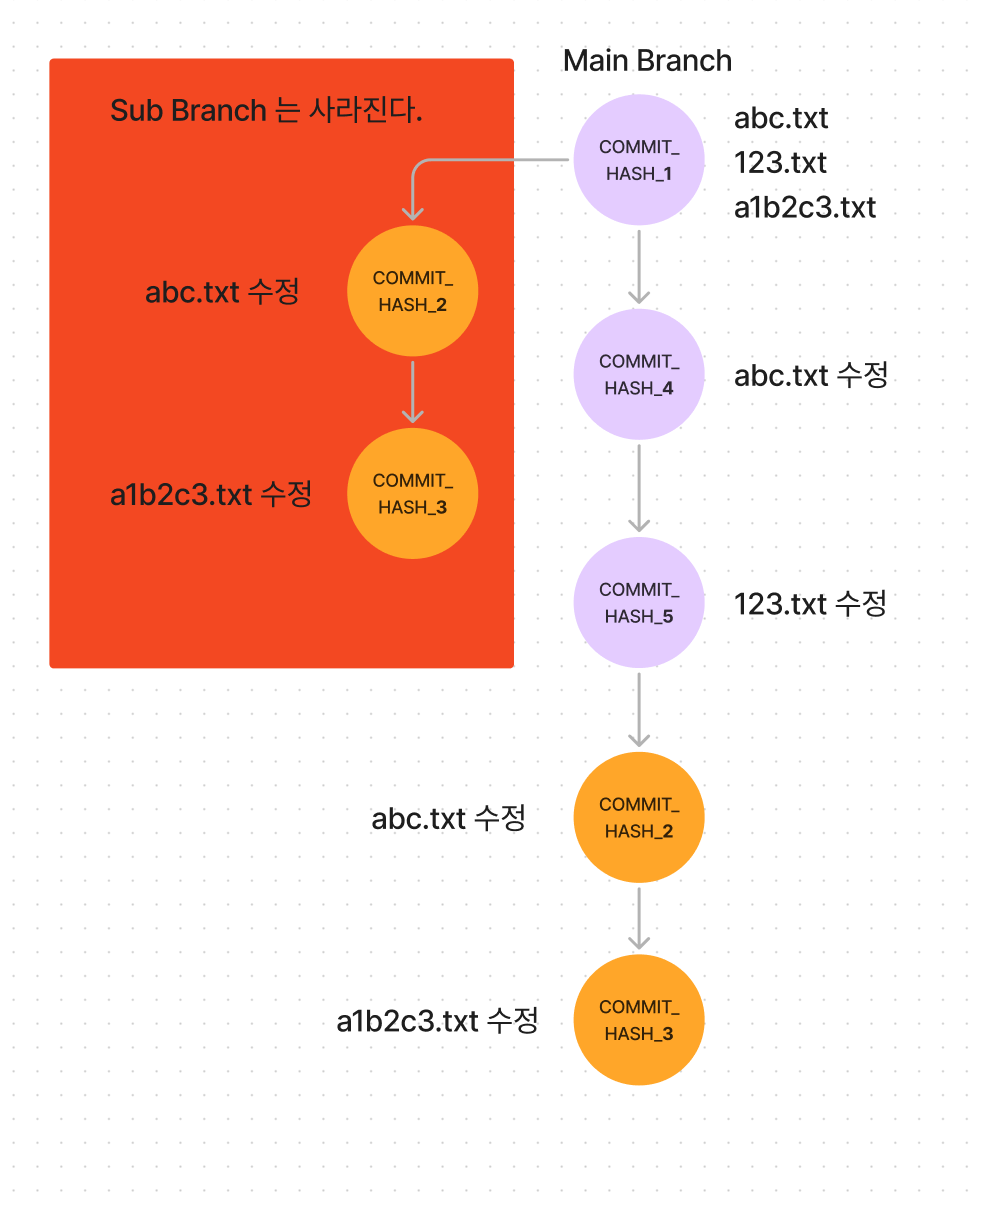 Main Branch
Sub Branch 는 사라진다.
COMMIT_
HASH_1
abc.txt
123.txt
a1b2c3.txt
abc.txt 수정
COMMIT_
HASH_2
COMMIT_
HASH_4
abc.txt 수정
a1b2c3.txt 수정
COMMIT_
HASH_3
COMMIT_
HASH_5
123.txt 수정
abc.txt 수정
COMMIT_
HASH_2
a1b2c3.txt 수정
COMMIT_
HASH_3